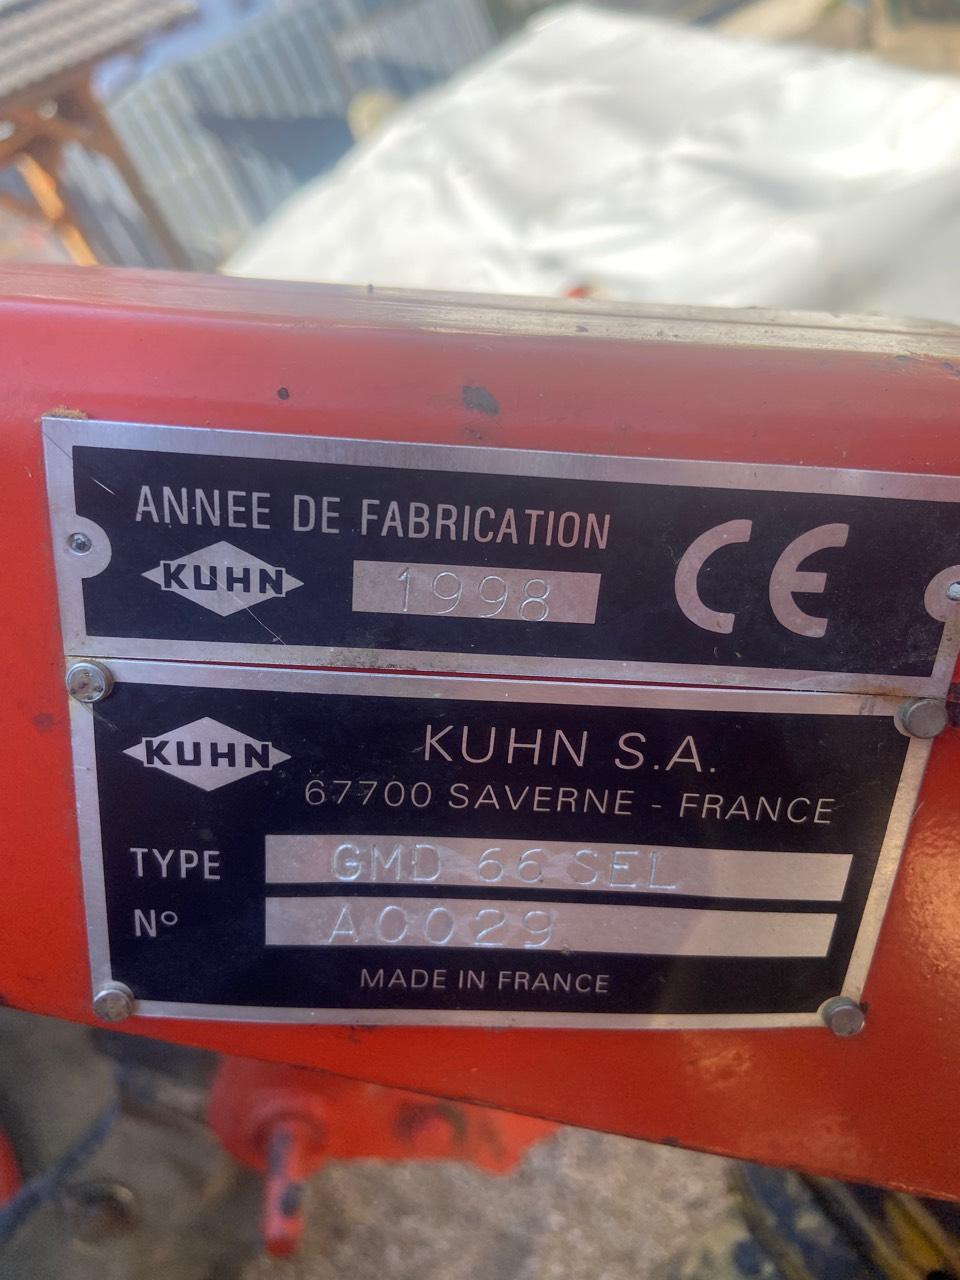 ANNEE DE FABRICATION
KUHN
1998
CE
KUHN
KUHN S.A.
67700 SAVERNE - FRANCE
TYPE GMD 66 SEL
Nº A0029
MADE IN FRANCE